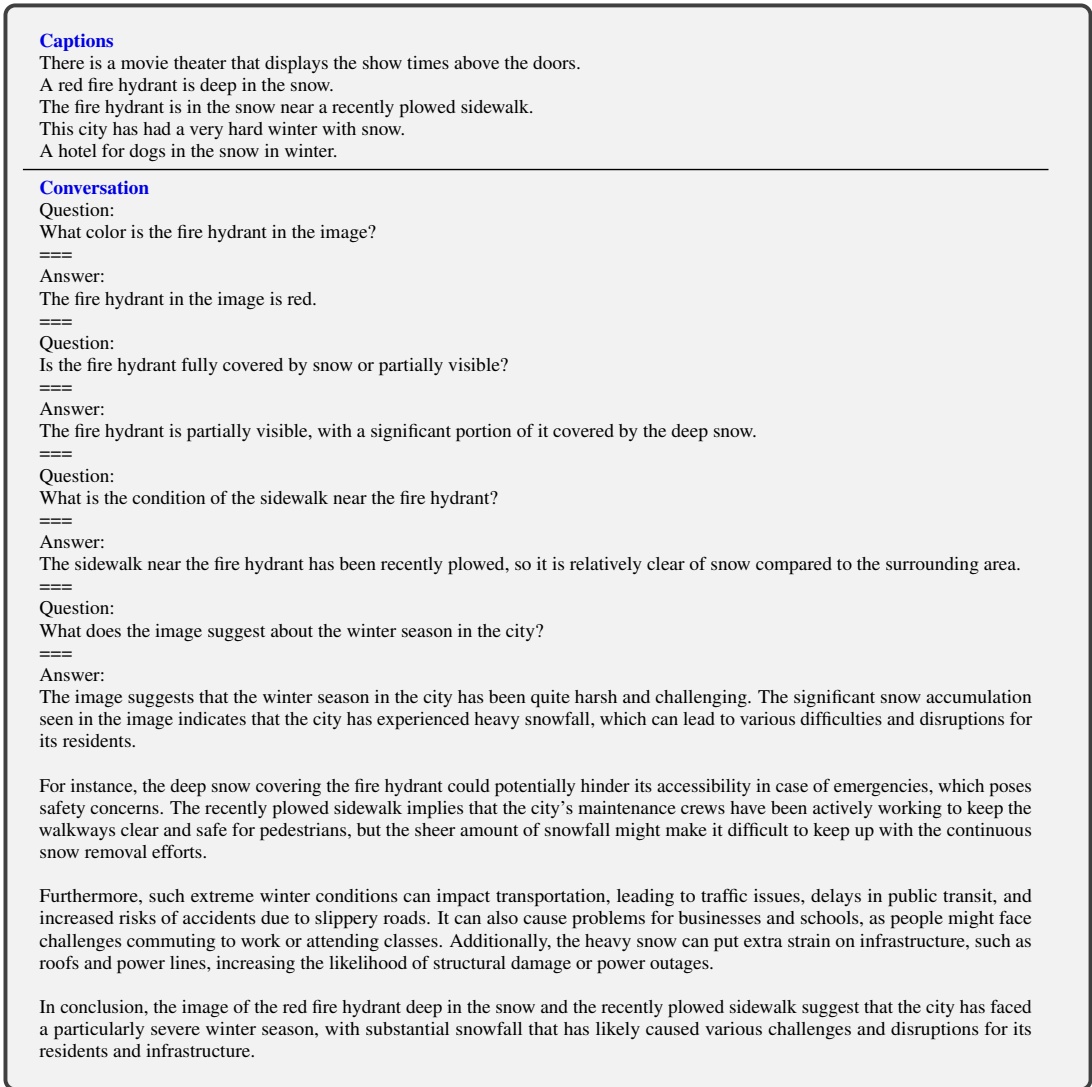 Captions
There is a movie theater that displays the show times above the doors.
A red fire hydrant is deep in the snow.
The fire hydrant is in the snow near a recently plowed sidewalk.
This city has had a very hard winter with snow.
A hotel for dogs in the snow in winter.
Conversation
Question:
What color is the fire hydrant in the image?
===
Answer:
The fire hydrant in the image is red.
===
Question:
Is the fire hydrant fully covered by snow or partially visible?
===
Answer:
The fire hydrant is partially visible, with a significant portion of it covered by the deep snow.
===
Question:
What is the condition of the sidewalk near the fire hydrant?
===
Answer:
The sidewalk near the fire hydrant has been recently plowed, so it is relatively clear of snow compared to the surrounding area.
===
Question:
What does the image suggest about the winter season in the city?
===
Answer:
The image suggests that the winter season in the city has been quite harsh and challenging. The significant snow accumulation
seen in the image indicates that the city has experienced heavy snowfall, which can lead to various difficulties and disruptions for
its residents.
For instance, the deep snow covering the fire hydrant could potentially hinder its accessibility in case of emergencies, which poses
safety concerns. The recently plowed sidewalk implies that the city's maintenance crews have been actively working to keep the
walkways clear and safe for pedestrians, but the sheer amount of snowfall might make it difficult to keep up with the continuous
snow removal efforts.
Furthermore, such extreme winter conditions can impact transportation, leading to traffic issues, delays in public transit, and
increased risks of accidents due to slippery roads. It can also cause problems for businesses and schools, as people might face
challenges commuting to work or attending classes. Additionally, the heavy snow can put extra strain on infrastructure, such as
roofs and power lines, increasing the likelihood of structural damage or power outages.
In conclusion, the image of the red fire hydrant deep in the snow and the recently plowed sidewalk suggest that the city has faced
a particularly severe winter season, with substantial snowfall that has likely caused various challenges and disruptions for its
residents and infrastructure.